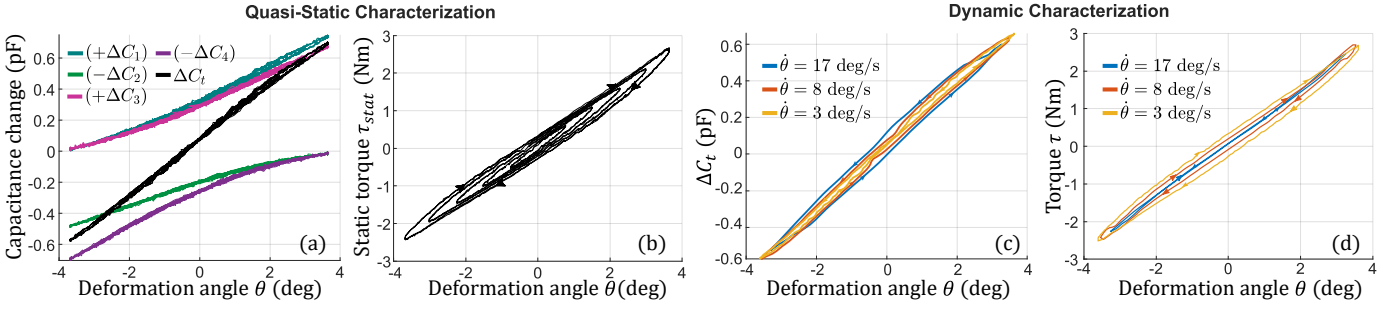 Quasi-Static Characterization
Dynamic Characterization
Capacitance change (pF)
0.6
0.4
0.2
0
-0.2
-0.4
-0.6
(+ΔC₁)
(−ΔC₄)
(−ΔC₂)
ΔCₜ
(+ΔC₃)
(a)
-4
-2
0
2
4
Deformation angle θ (deg)
Static torque τ_stat (Nm)
3
2
1
0
-1
-2
-3
(b)
-4
-2
0
2
4
Deformation angle θ(deg)
ΔCₜ (pF)
0.6
0.4
0.2
0
-0.2
-0.4
-0.6
θ̇ = 17 deg/s
θ̇ = 8 deg/s
θ̇ = 3 deg/s
(c)
-4
-2
0
2
4
Deformation angle θ (deg)
Torque τ (Nm)
3
2
1
0
-1
-2
-3
θ̇ = 17 deg/s
θ̇ = 8 deg/s
θ̇ = 3 deg/s
(d)
-4
-2
0
2
4
Deformation angle θ (deg)